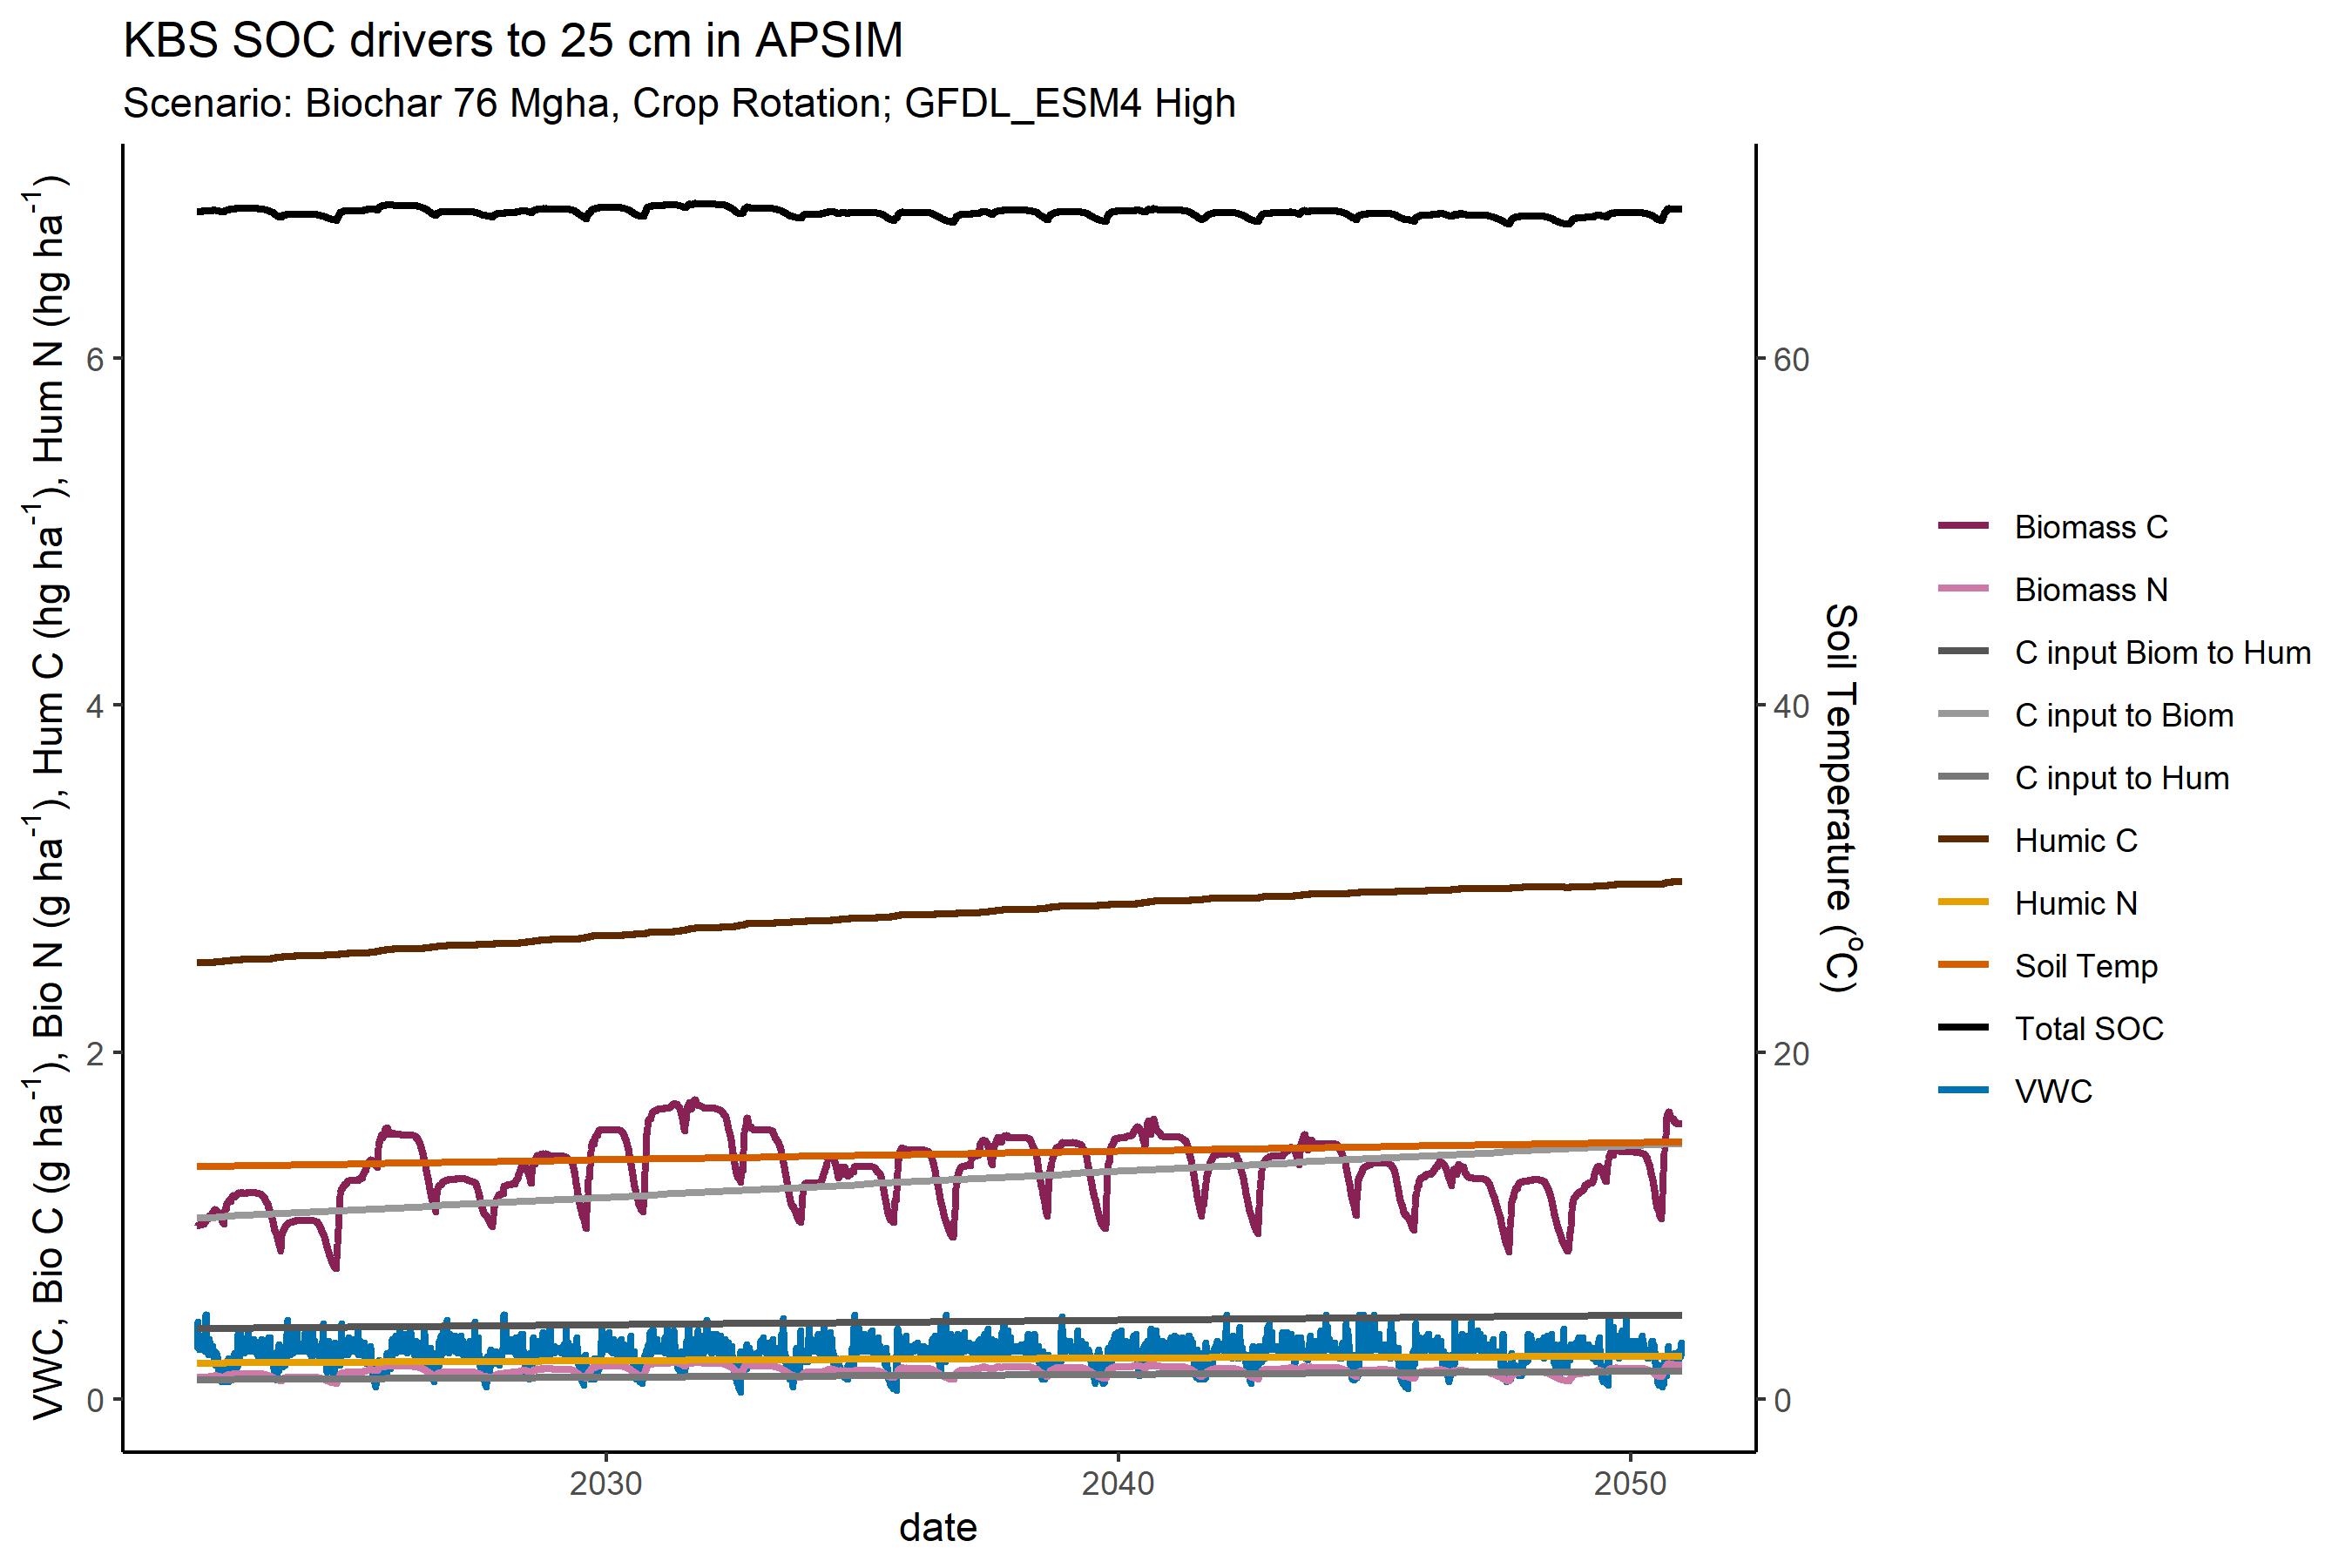 KBS SOC drivers to 25 cm in APSIM
Scenario: Biochar 76 Mgha, Crop Rotation; GFDL_ESM4 High
VWC, Bio C (g ha⁻¹), Bio N (g ha⁻¹), Hum C (hg ha⁻¹), Hum N (hg ha⁻¹)
6
4
2
0
60
40
20
0
Soil Temperature (°C)
2030
2040
2050
date
Biomass C
Biomass N
C input Biom to Hum
C input to Biom
C input to Hum
Humic C
Humic N
Soil Temp
Total SOC
VWC